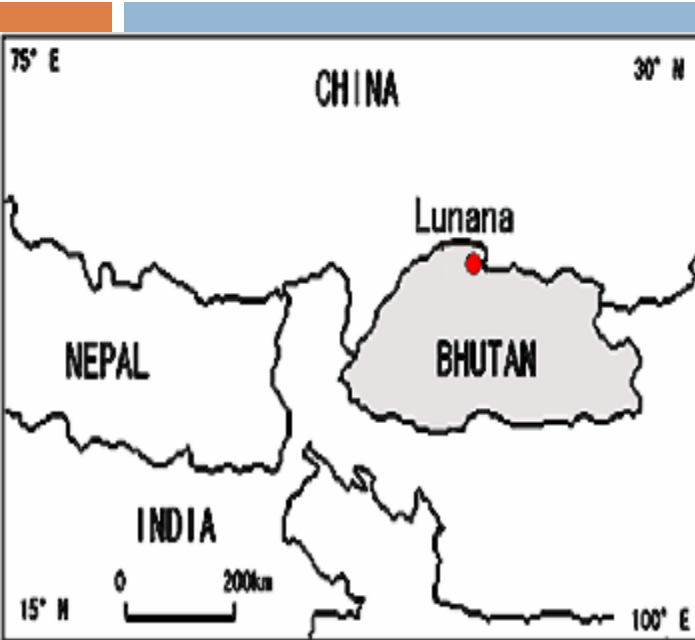 75° E
30° N
CHINA
Lunana
NEPAL
BHUTAN
INDIA
0 200km
15° N
100° E